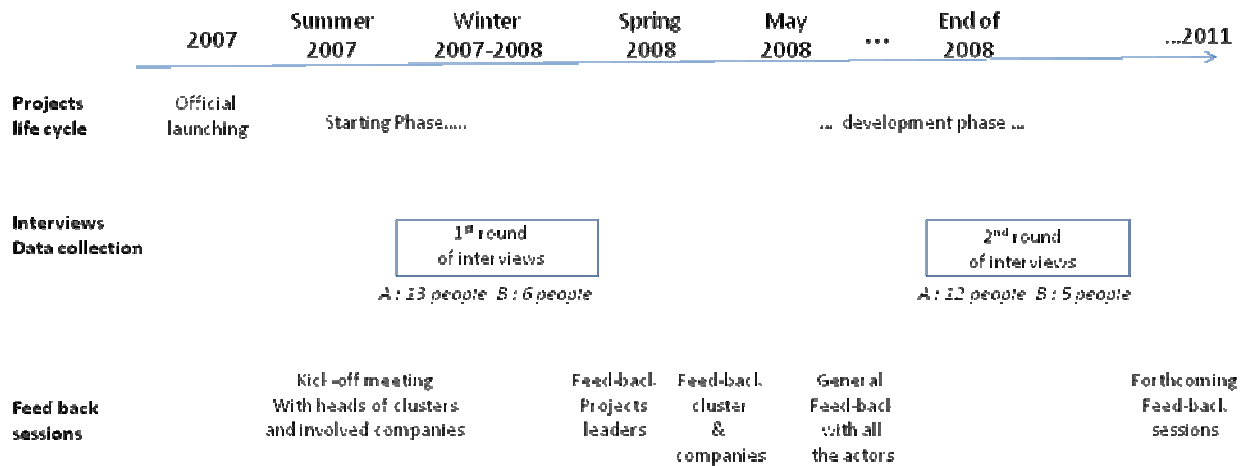 2007
Summer
2007
Winter
2007-2008
Spring
2008
May
2008
...
End of
2008
...2011
Projects
life cycle
Official
launching
Starting Phase.....
... development phase ...
Interviews
Data collection
1st round
of interviews
A : 13 people B : 6 people
2nd round
of interviews
A : 12 people B : 5 people
Feed back
sessions
Kick-off meeting
With heads of clusters
and involved companies
Feed-back
Projects
leaders
Feed-back
cluster
&
companies
General
Feed-back
with all
the actors
Forthcoming
Feed-back
sessions